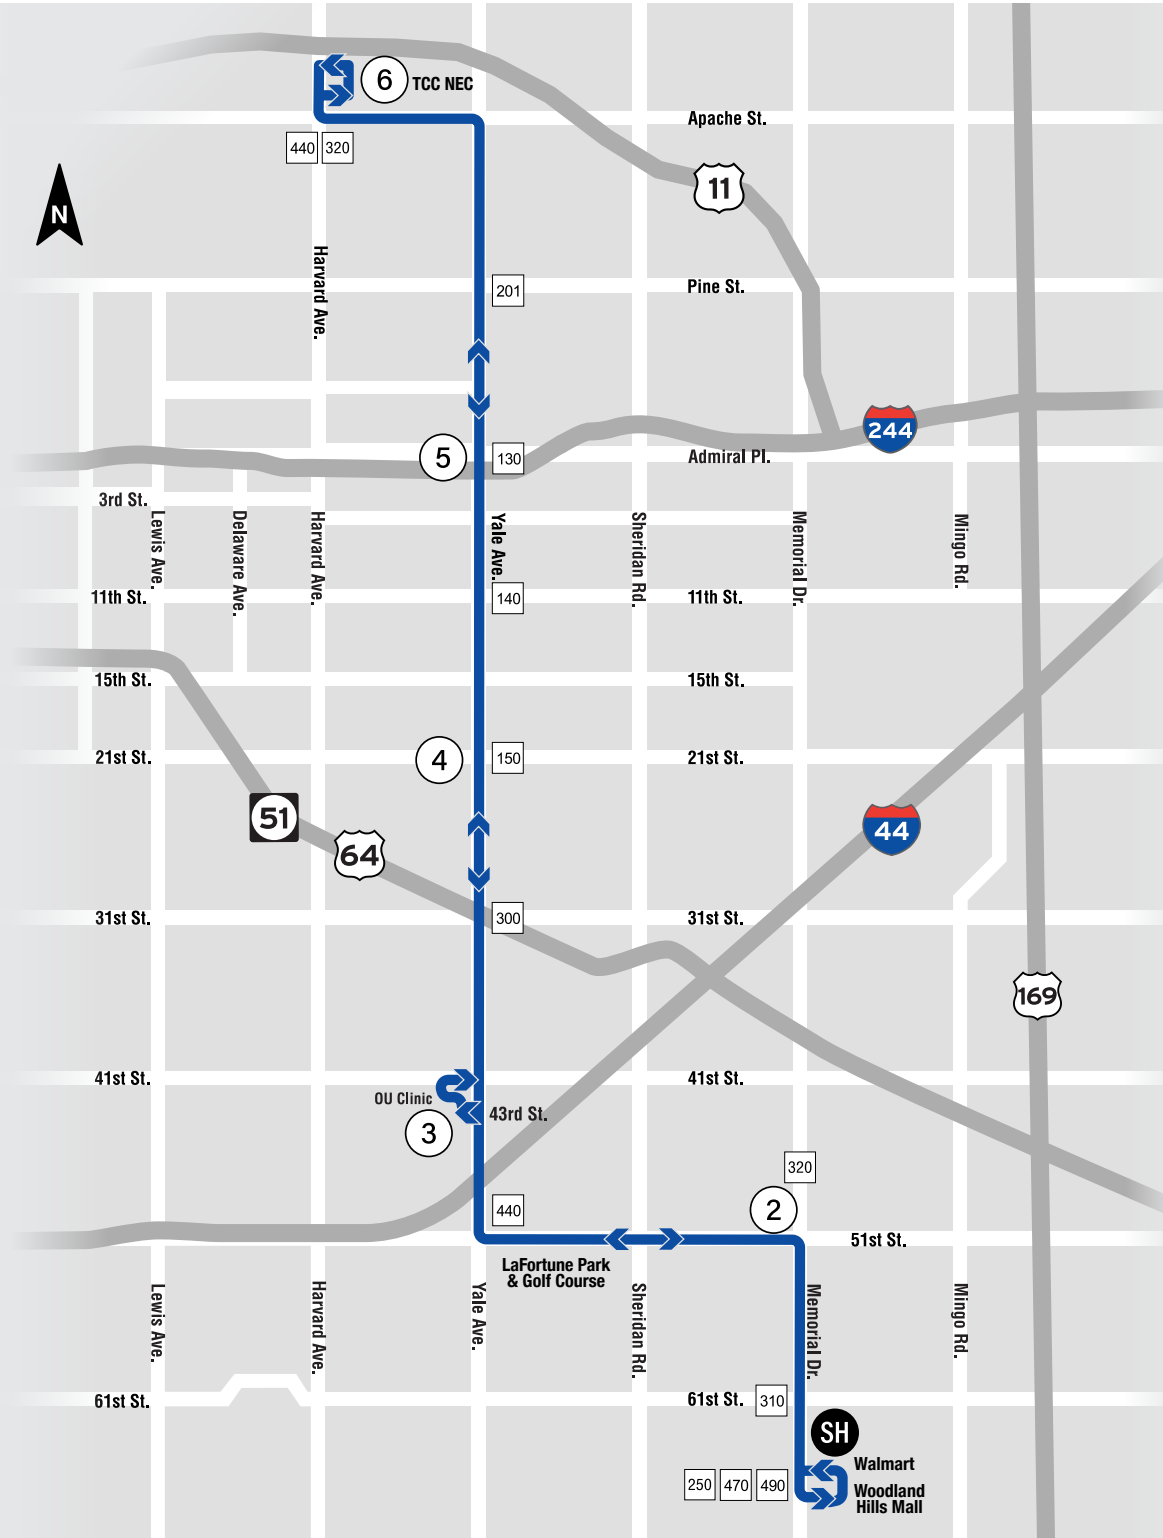 6
TCC NEC
Apache St.
440
320
11
N
Harvard Ave.
201
Pine St.
244
5
130
Admiral Pl.
3rd St.
Lewis Ave.
Delaware Ave.
Harvard Ave.
Yale Ave.
Sheridan Rd.
Memorial Dr.
Mingo Rd.
11th St.
140
11th St.
15th St.
15th St.
21st St.
4
150
21st St.
51
64
44
31st St.
300
31st St.
169
41st St.
41st St.
OU Clinic
43rd St.
3
320
440
2
51st St.
LaFortune Park
& Golf Course
Lewis Ave.
Harvard Ave.
Yale Ave.
Sheridan Rd.
Memorial Dr.
Mingo Rd.
61st St.
61st St.
310
SH
Walmart
250
470
490
Woodland
Hills Mall